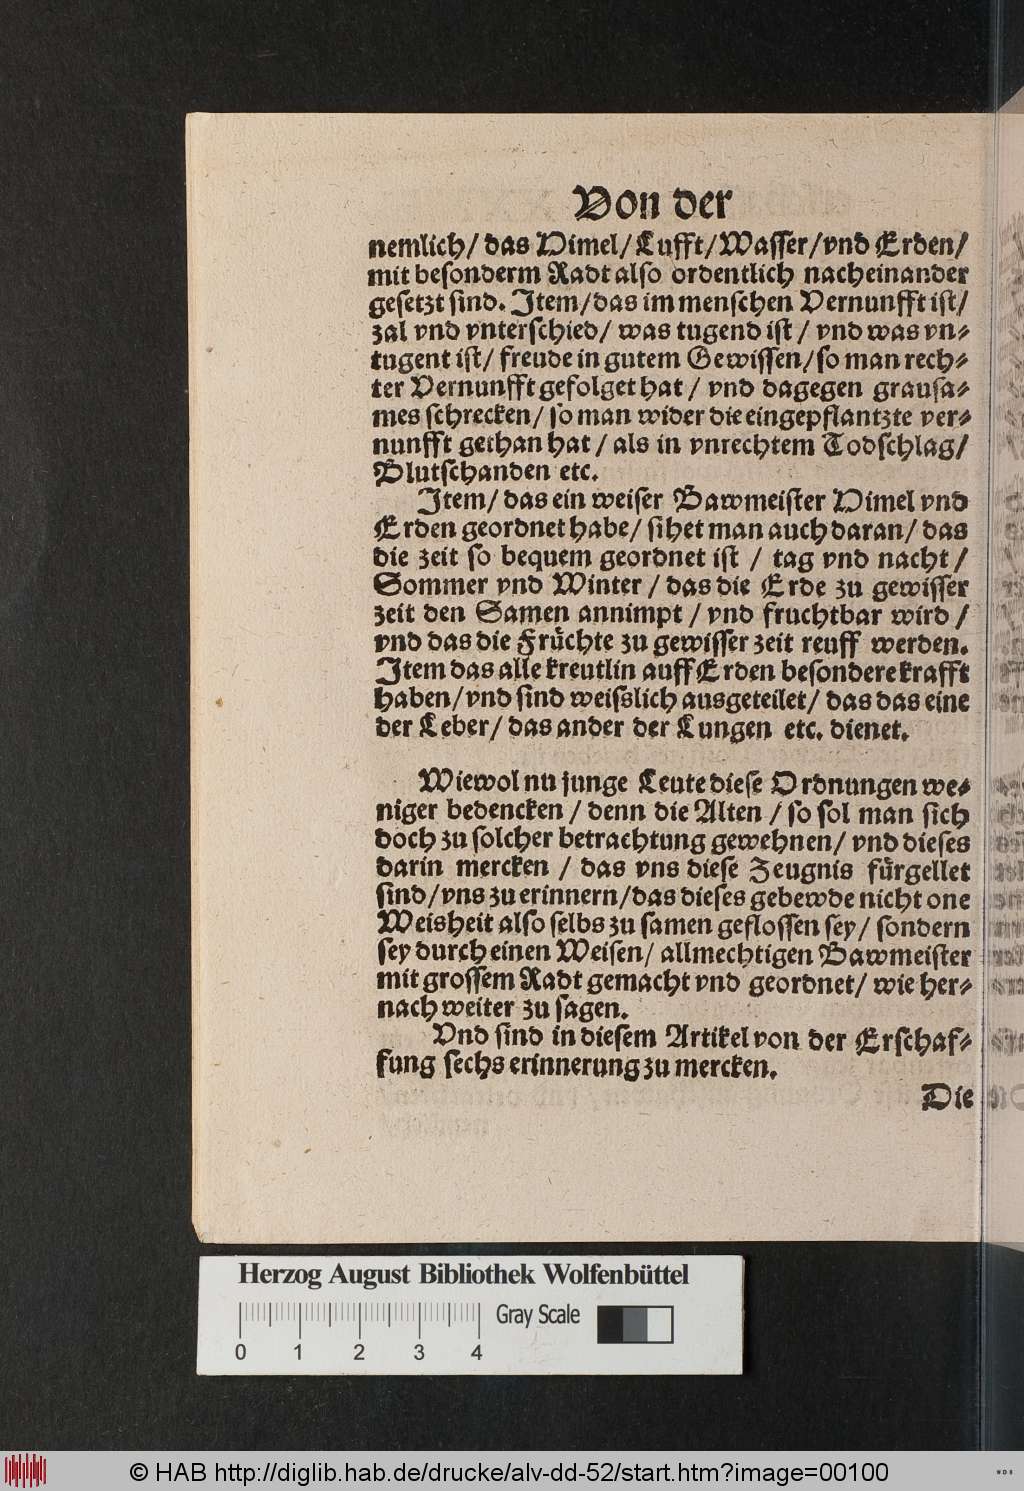 Von der
nemlich/ das Himel/ Lufft/ Wasser/ vnd Erden/
mit besonderm Radt also ordentlich nacheinander
gesetzt sind. Item/ das im menschen Vernunfft ist/
zal vnd vnterschied/ was tugend ist/ vnd was vn-
tugent ist/ freude in gutem Gewissen/ so man rech-
ter Vernunfft gefolget hat/ vnd dagegen grausa-
mes schrecken/ so man wider die eingepflantzte ver-
nunfft gethan hat/ als in vnrechtem Todschlag/
Blutschanden etc.
Item/ das ein weiser Bawmeister Himel vnd
Erden geordnet habe/ sihet man auch daran/ das
die zeit so bequem geordnet ist/ tag vnd nacht/
Sommer vnd Winter/ das die Erde zu gewisser
zeit den Samen annimpt/ vnd fruchtbar wird/
vnd das die Früchte zu gewisser zeit reuff werden.
Item das alle kreutlin auff Erden besondere krafft
haben/ vnd sind weisslich ausgeteilet/ das das eine
der Leber/ das ander der Lungen etc. dienet.
Wiewol nu junge Leute diese Ordnungen we-
niger bedencken/ denn die Alten/ so sol man sich
doch zu solcher betrachtung gewehnen/ vnd dieses
darin mercken/ das vns diese Zeugnis fürgellet
sind/ vns zu erinnern/ das dieses gebewde nicht one
Weisheit also selbs zu samen geflossen sey/ sondern
sey durch einen Weisen/ allmechtigen Bawmeister
mit grossem Radt gemacht vnd geordnet/ wie her-
nach weiter zu sagen.
Vnd sind in diesem Artikel von der Erschaf-
fung sechs erinnerung zu mercken.
Die
Herzog August Bibliothek Wolfenbüttel
Gray Scale
0 1 2 3 4
© HAB http://diglib.hab.de/drucke/alv-dd-52/start.htm?image=00100